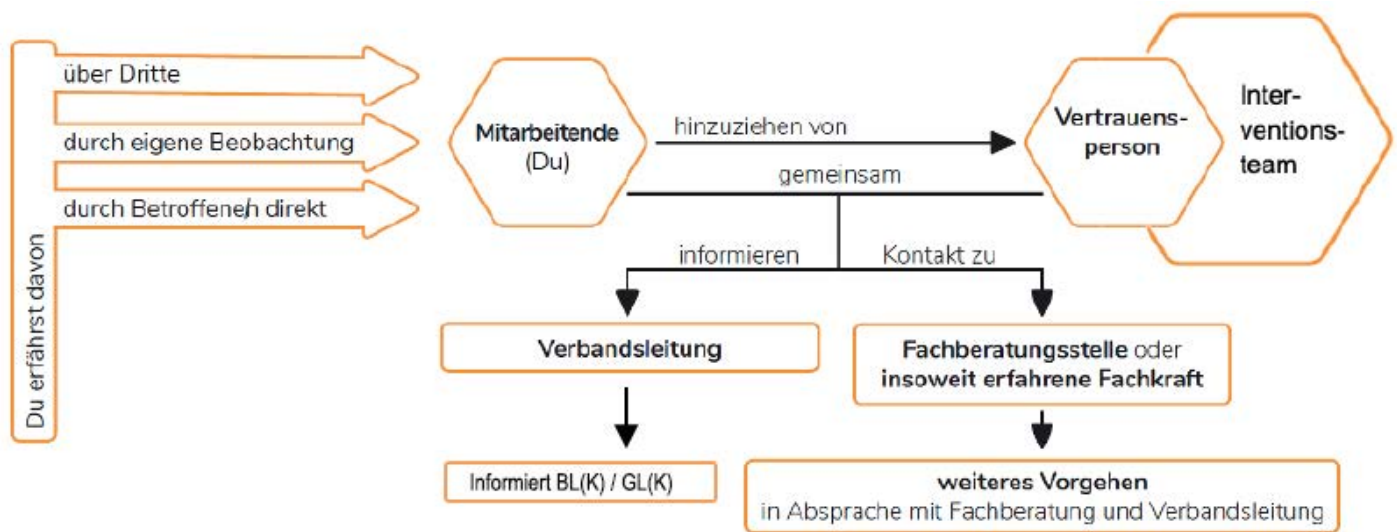 Du erfährst davon
über Dritte
durch eigene Beobachtung
durch Betroffene/n direkt
Mitarbeitende
(Du)
hinzuziehen von
gemeinsam
Vertrauens-
person
Inter-
ventions-
team
informieren
Kontakt zu
Verbandsleitung
Fachberatungsstelle oder
insoweit erfahrene Fachkraft
Informiert BL(K) / GL(K)
weiteres Vorgehen
in Absprache mit Fachberatung und Verbandsleitung